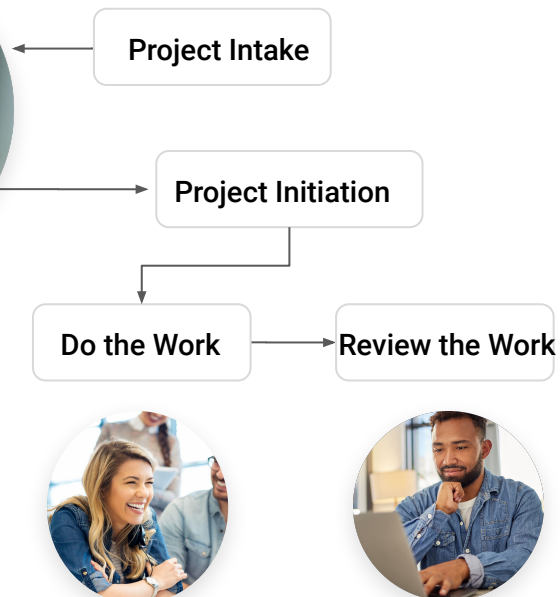 Project Intake
Project Initiation
Do the Work
Review the Work